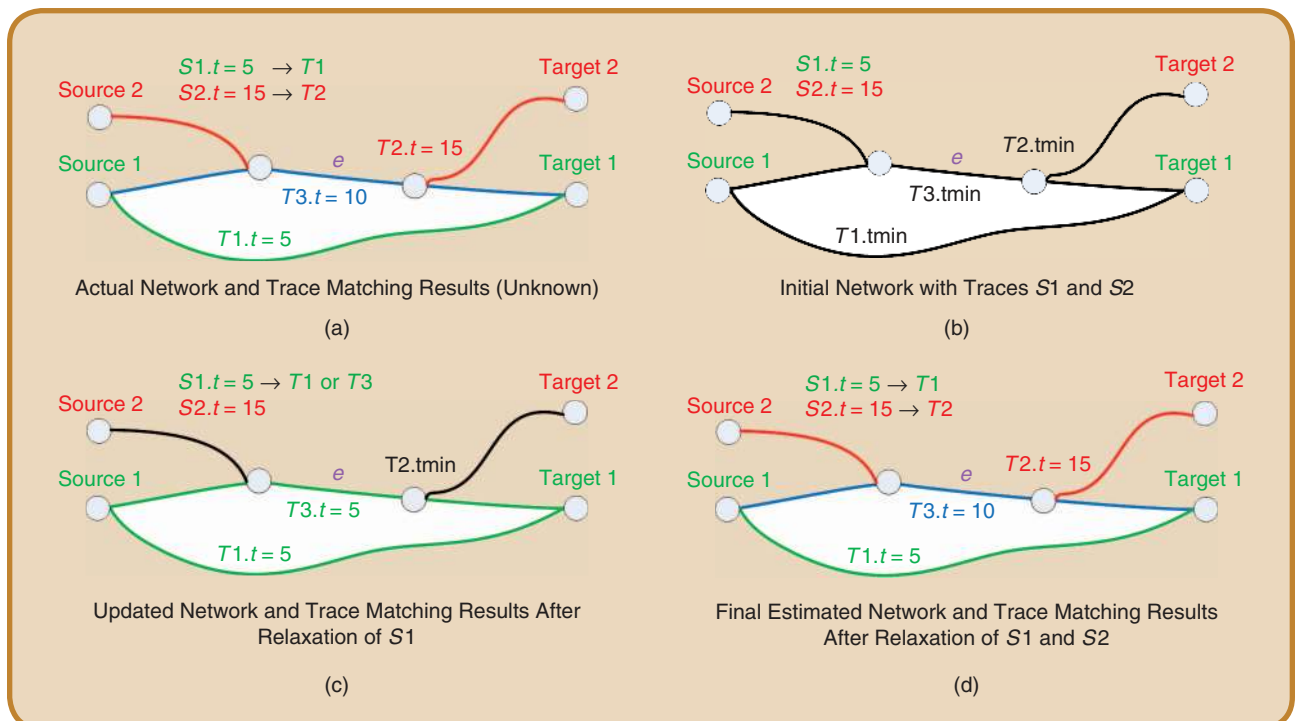 S1.t = 5 → T1
S2.t = 15 → T2
Source 2
Target 2
Source 1
e
T2.t = 15
Target 1
T3.t = 10
T1.t = 5
Actual Network and Trace Matching Results (Unknown)
(a)
S1.t = 5
S2.t = 15
Source 2
Target 2
Source 1
e
T2.tmin
Target 1
T3.tmin
T1.tmin
Initial Network with Traces S1 and S2
(b)
S1.t = 5 → T1 or T3
S2.t = 15
Source 2
Target 2
Source 1
e
T2.tmin
Target 1
T3.t = 5
T1.t = 5
Updated Network and Trace Matching Results After
Relaxation of S1
(c)
S1.t = 5 → T1
S2.t = 15 → T2
Source 2
Target 2
Source 1
e
T2.t = 15
Target 1
T3.t = 10
T1.t = 5
Final Estimated Network and Trace Matching Results
After Relaxation of S1 and S2
(d)